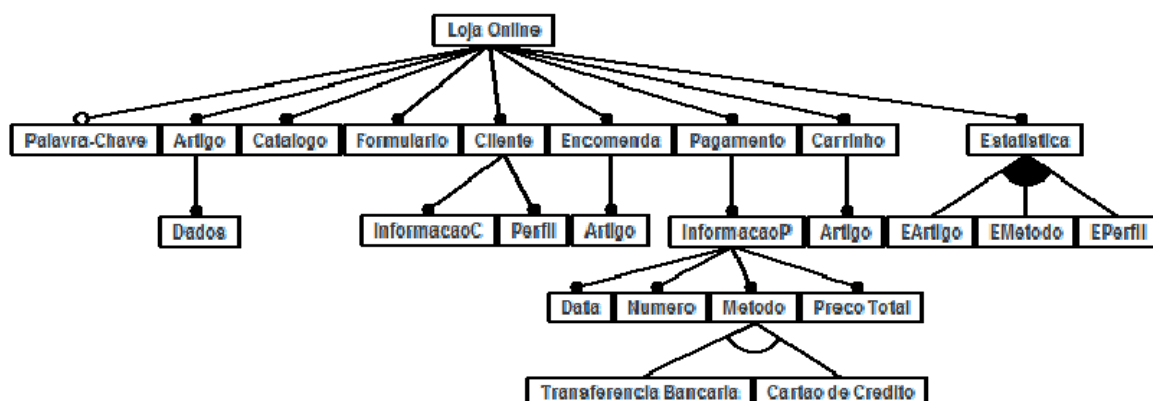 Loja Online
Palavra-Chave Artigo Catalogo Formulario Cliente Encomenda Pagamento Carrinho Estatistica
Dados InformacaoC Perfil Artigo InformacaoP Artigo EArtigo EMetodo EPerfil
Data Numero Metodo Preco Total
Transferencia Bancaria Cartao de Credito